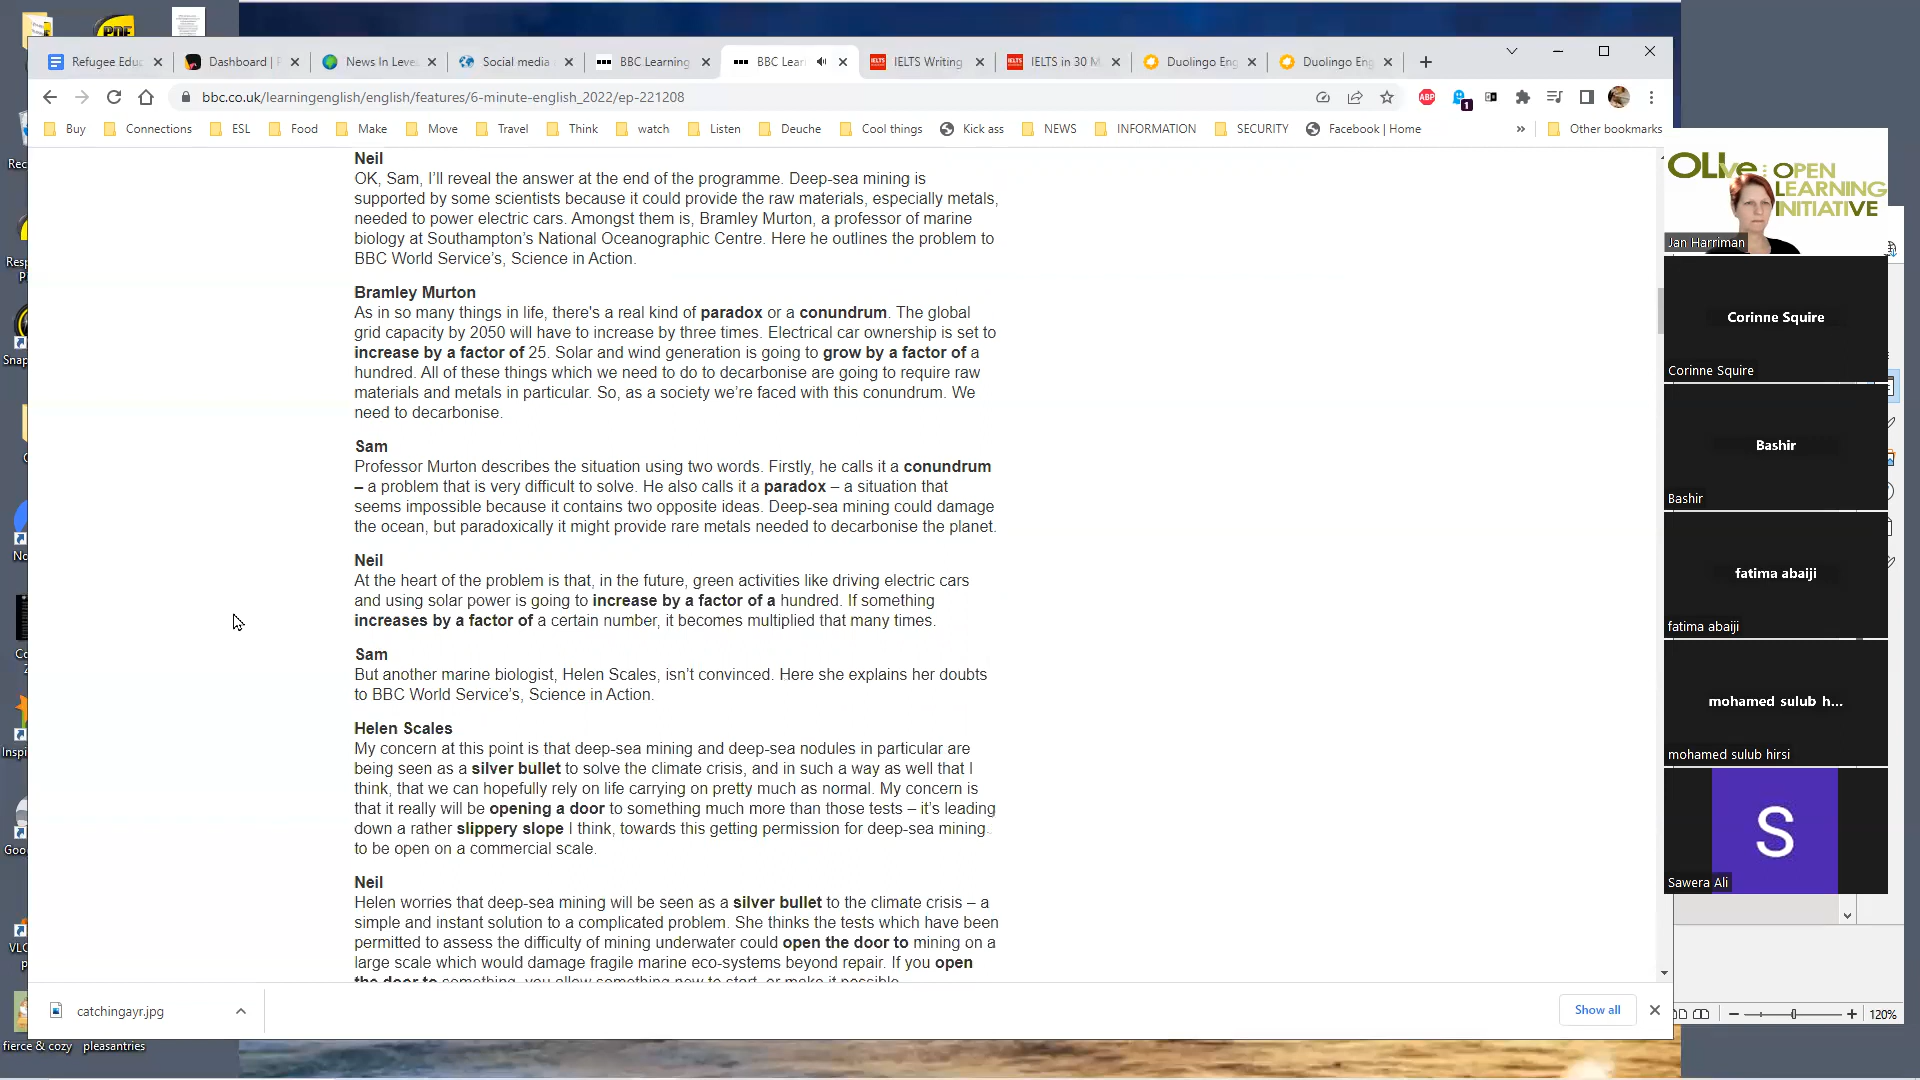 PDF
Refugee Educ
Dashboard |
News In Leve
Social media
BBC Learning
BBC Lear
IELTS Writing
IELTS in 30 M
Duolingo Eng
Duolingo Eng
bbc.co.uk/learningenglish/english/features/6-minute-english_2022/ep-221208
ABP
1
Buy
Connections
ESL
Food
Make
Move
Travel
Think
watch
Listen
Deuche
Cool things
Kick ass
NEWS
INFORMATION
SECURITY
Facebook | Home
»
Other bookmarks
Neil
OK, Sam, I’ll reveal the answer at the end of the programme. Deep-sea mining is
supported by some scientists because it could provide the raw materials, especially metals,
needed to power electric cars. Amongst them is, Bramley Murton, a professor of marine
biology at Southampton’s National Oceanographic Centre. Here he outlines the problem to
BBC World Service’s, Science in Action.
Bramley Murton
As in so many things in life, there's a real kind of paradox or a conundrum. The global
grid capacity by 2050 will have to increase by three times. Electrical car ownership is set to
increase by a factor of 25. Solar and wind generation is going to grow by a factor of a
hundred. All of these things which we need to do to decarbonise are going to require raw
materials and metals in particular. So, as a society we’re faced with this conundrum. We
need to decarbonise.
Sam
Professor Murton describes the situation using two words. Firstly, he calls it a conundrum
– a problem that is very difficult to solve. He also calls it a paradox – a situation that
seems impossible because it contains two opposite ideas. Deep-sea mining could damage
the ocean, but paradoxically it might provide rare metals needed to decarbonise the planet.
Neil
At the heart of the problem is that, in the future, green activities like driving electric cars
and using solar power is going to increase by a factor of a hundred. If something
increases by a factor of a certain number, it becomes multiplied that many times.
Sam
But another marine biologist, Helen Scales, isn’t convinced. Here she explains her doubts
to BBC World Service’s, Science in Action.
Helen Scales
My concern at this point is that deep-sea mining and deep-sea nodules in particular are
being seen as a silver bullet to solve the climate crisis, and in such a way as well that I
think, that we can hopefully rely on life carrying on pretty much as normal. My concern is
that it really will be opening a door to something much more than those tests – it’s leading
down a rather slippery slope I think, towards this getting permission for deep-sea mining
to be open on a commercial scale.
Neil
Helen worries that deep-sea mining will be seen as a silver bullet to the climate crisis – a
simple and instant solution to a complicated problem. She thinks the tests which have been
permitted to assess the difficulty of mining underwater could open the door to mining on a
large scale which would damage fragile marine eco-systems beyond repair. If you open
the door to something, you allow something new to start, or make it possible.
catchingayr.jpg
Show all
fierce & cozy
pleasantries
OLIve
OPEN
LEARNING
INITIATIVE
Jan Harriman
Corinne Squire
Corinne Squire
Bashir
Bashir
fatima abaiji
fatima abaiji
mohamed sulub h...
mohamed sulub hirsi
S
Sawera Ali
120%